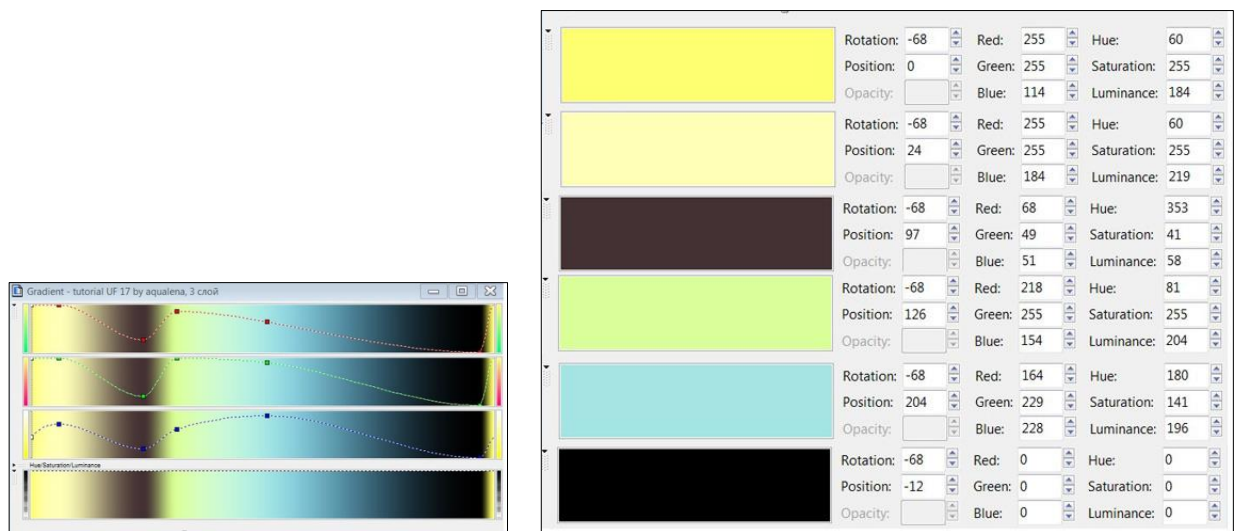 Gradient - tutorial UF 17 by aqualena, 3 слой
Hue/Saturation/Luminance
Rotation: -68 Red: 255 Hue: 60
Position: 0 Green: 255 Saturation: 255
Opacity: Blue: 114 Luminance: 184
Rotation: -68 Red: 255 Hue: 60
Position: 24 Green: 255 Saturation: 255
Opacity: Blue: 184 Luminance: 219
Rotation: -68 Red: 68 Hue: 353
Position: 97 Green: 49 Saturation: 41
Opacity: Blue: 51 Luminance: 58
Rotation: -68 Red: 218 Hue: 81
Position: 126 Green: 255 Saturation: 255
Opacity: Blue: 154 Luminance: 204
Rotation: -68 Red: 164 Hue: 180
Position: 204 Green: 229 Saturation: 141
Opacity: Blue: 228 Luminance: 196
Rotation: -68 Red: 0 Hue: 0
Position: -12 Green: 0 Saturation: 0
Opacity: Blue: 0 Luminance: 0